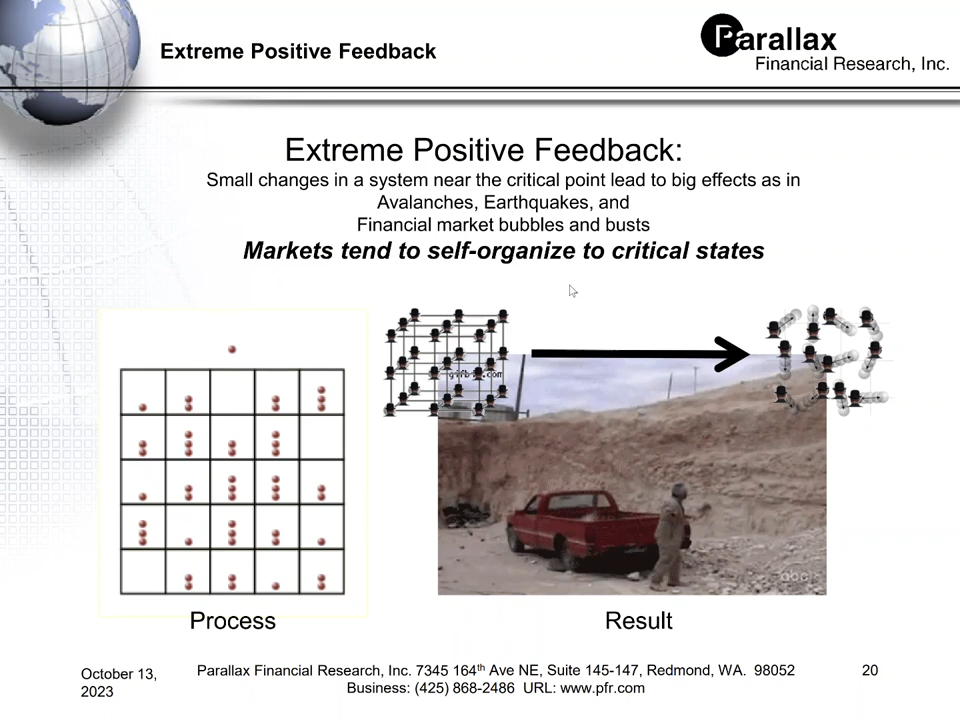 Extreme Positive Feedback
Parallax
Financial Research, Inc.
Extreme Positive Feedback:
Small changes in a system near the critical point lead to big effects as in
Avalanches, Earthquakes, and
Financial market bubbles and busts
Markets tend to self-organize to critical states
abc
Process
Result
October 13,
2023
Parallax Financial Research, Inc. 7345 164th Ave NE, Suite 145-147, Redmond, WA. 98052
Business: (425) 868-2486 URL: www.pfr.com
20